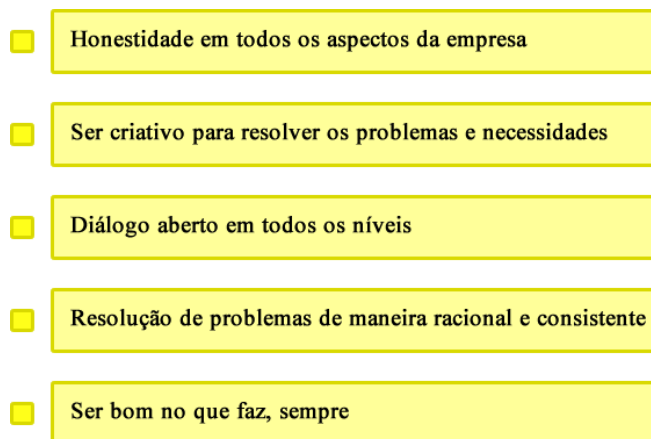 Honestidade em todos os aspectos da empresa
Ser criativo para resolver os problemas e necessidades
Diálogo aberto em todos os níveis
Resolução de problemas de maneira racional e consistente
Ser bom no que faz, sempre